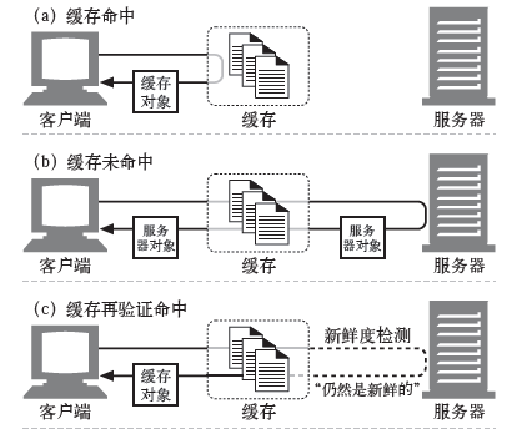 (a) 缓存命中
缓存
对象
客户端
缓存
服务器
(b) 缓存未命中
服务
器对象
服务
器对象
客户端
缓存
服务器
(c) 缓存再验证命中
新鲜度检测
缓存
对象
“仍然是新鲜的”
客户端
缓存
服务器